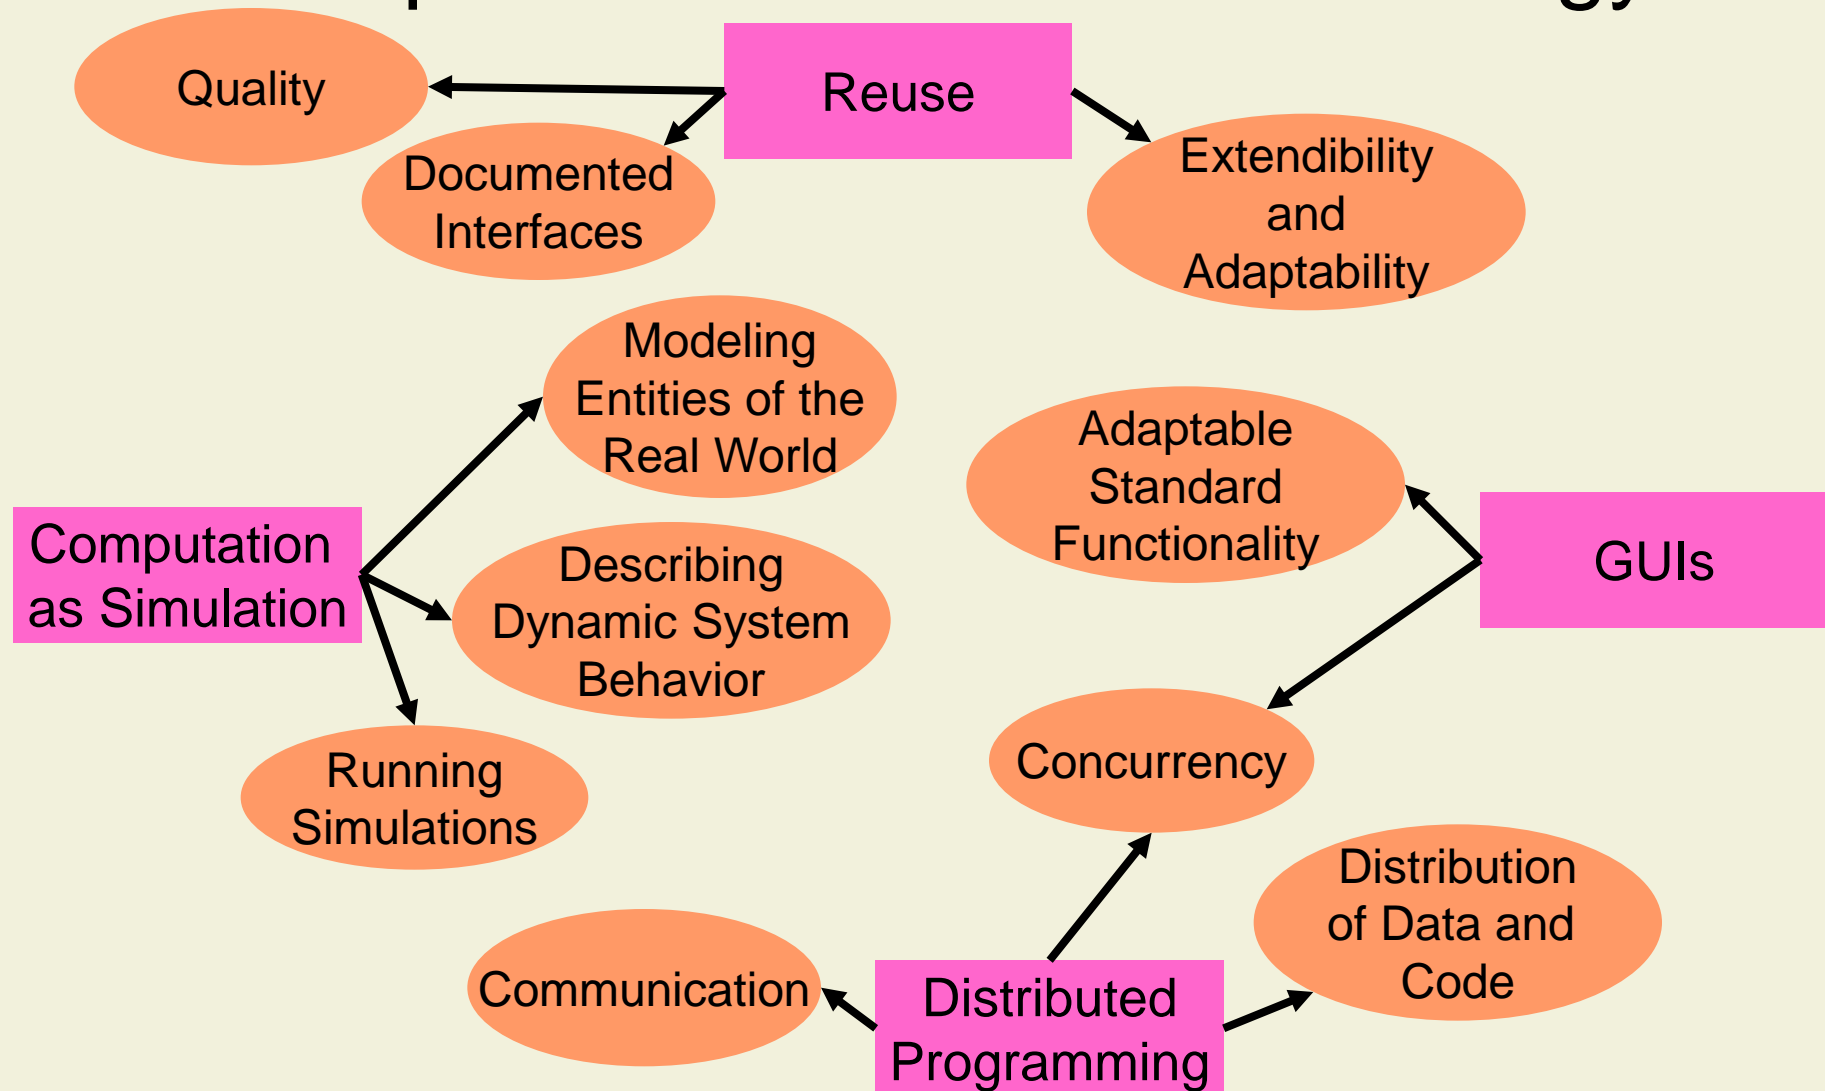 Quality
Reuse
Documented
Interfaces
Extendibility
and
Adaptability
Modeling
Entities of the
Real World
Adaptable
Standard
Functionality
Computation
as Simulation
Describing
Dynamic System
Behavior
GUIs
Running
Simulations
Concurrency
Distribution
of Data and
Code
Communication
Distributed
Programming